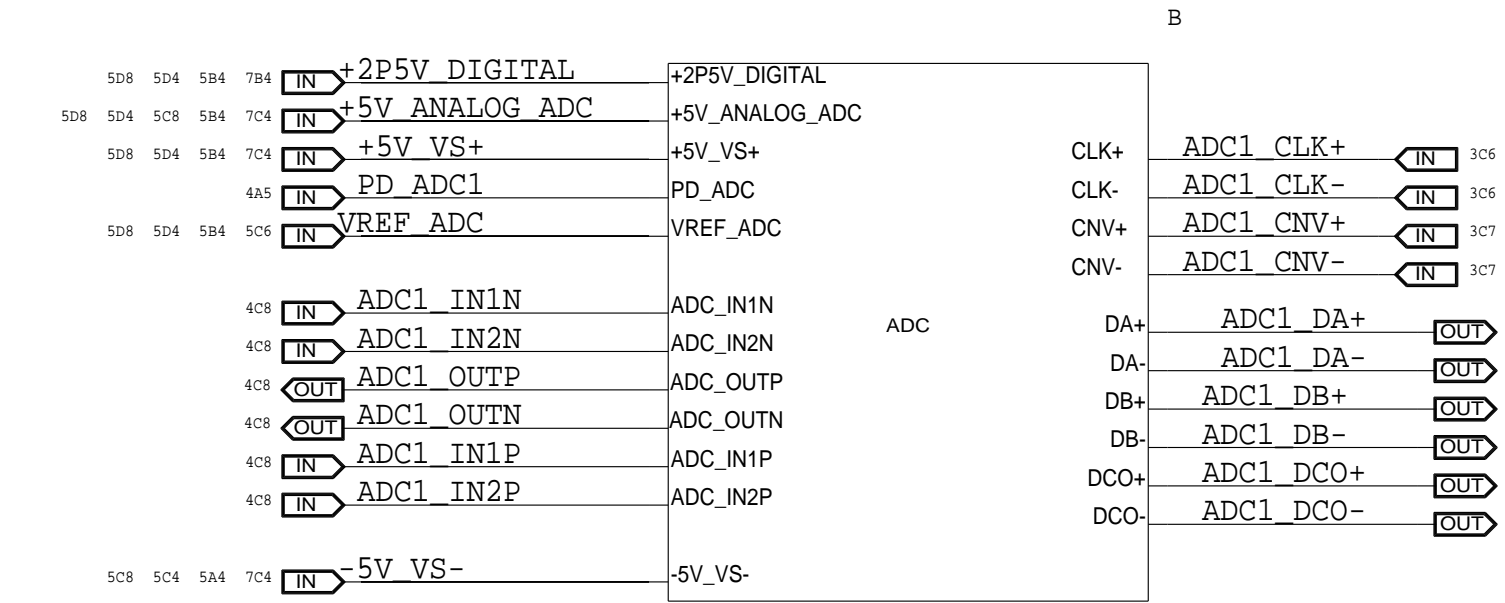 B
5D8 5D4 5B4 7B4 IN +2P5V_DIGITAL +2P5V_DIGITAL
5D8 5D4 5C8 5B4 7C4 IN +5V_ANALOG_ADC +5V_ANALOG_ADC
5D8 5D4 5B4 7C4 IN +5V_VS+ +5V_VS+ CLK+ ADC1_CLK+ IN 3C6
4A5 IN PD_ADC1 PD_ADC CLK- ADC1_CLK- IN 3C6
5D8 5D4 5B4 5C6 IN VREF_ADC VREF_ADC CNV+ ADC1_CNV+ IN 3C7
CNV- ADC1_CNV- IN 3C7
4C8 IN ADC1_IN1N ADC_IN1N ADC DA+ ADC1_DA+ OUT
4C8 IN ADC1_IN2N ADC_IN2N DA- ADC1_DA- OUT
4C8 OUT ADC1_OUTP ADC_OUTP DB+ ADC1_DB+ OUT
4C8 OUT ADC1_OUTN ADC_OUTN DB- ADC1_DB- OUT
4C8 IN ADC1_IN1P ADC_IN1P DCO+ ADC1_DCO+ OUT
4C8 IN ADC1_IN2P ADC_IN2P DCO- ADC1_DCO- OUT
5C8 5C4 5A4 7C4 IN -5V_VS- -5V_VS-